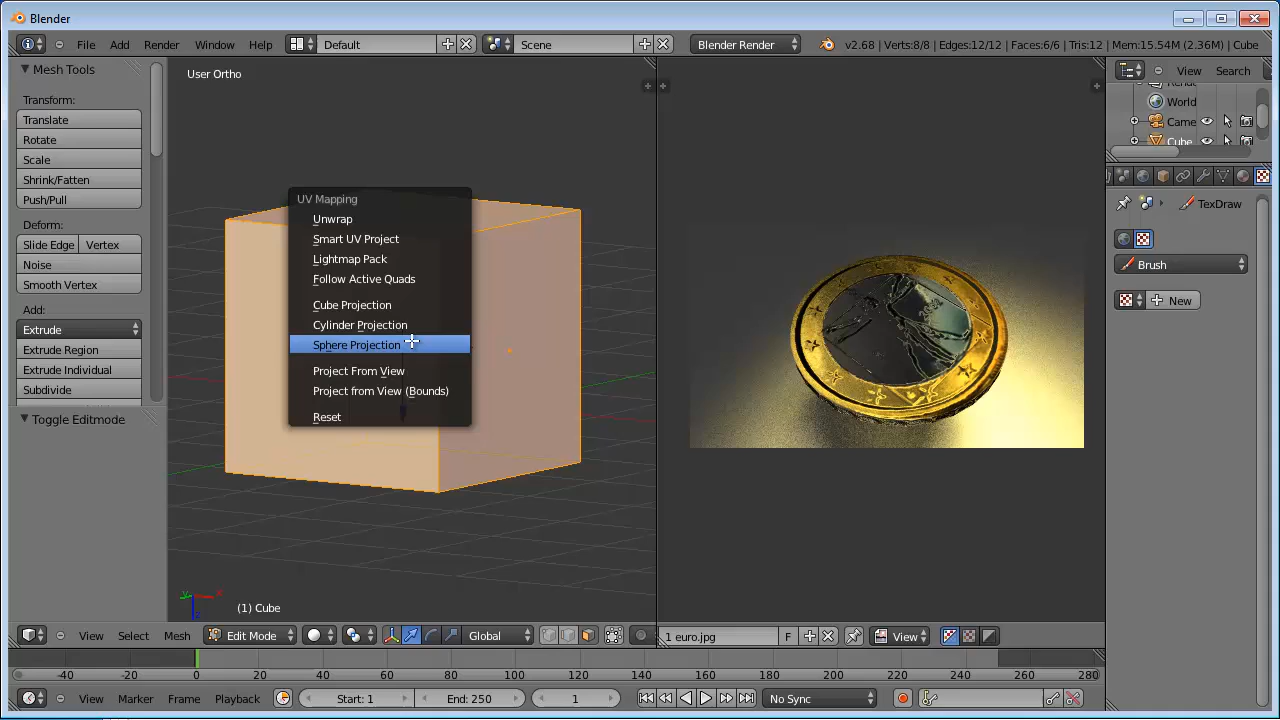 Blender
File Add Render Window Help Default Scene Blender Render v2.68 | Verts:8/8 | Edges:12/12 | Faces:6/6 | Tris:12 | Mem:15.54M (2.36M) | Cube
Mesh Tools
Transform:
Translate
Rotate
Scale
Shrink/Fatten
Push/Pull
Deform:
Slide Edge Vertex
Noise
Smooth Vertex
Add:
Extrude
Extrude Region
Extrude Individual
Subdivide
Toggle Editmode
User Ortho
UV Mapping
Unwrap
Smart UV Project
Lightmap Pack
Follow Active Quads
Cube Projection
Cylinder Projection
Sphere Projection
Project From View
Project from View (Bounds)
Reset
y x
z
(1) Cube
View Select Mesh Edit Mode Global
1 euro.jpg F View
View Search
World
Came
Cube
TexDraw
Brush
New
-40 -20 0 20 40 60 80 100 120 140 160 180 200 220 240 260 280
View Marker Frame Playback Start: 1 End: 250 1 No Sync